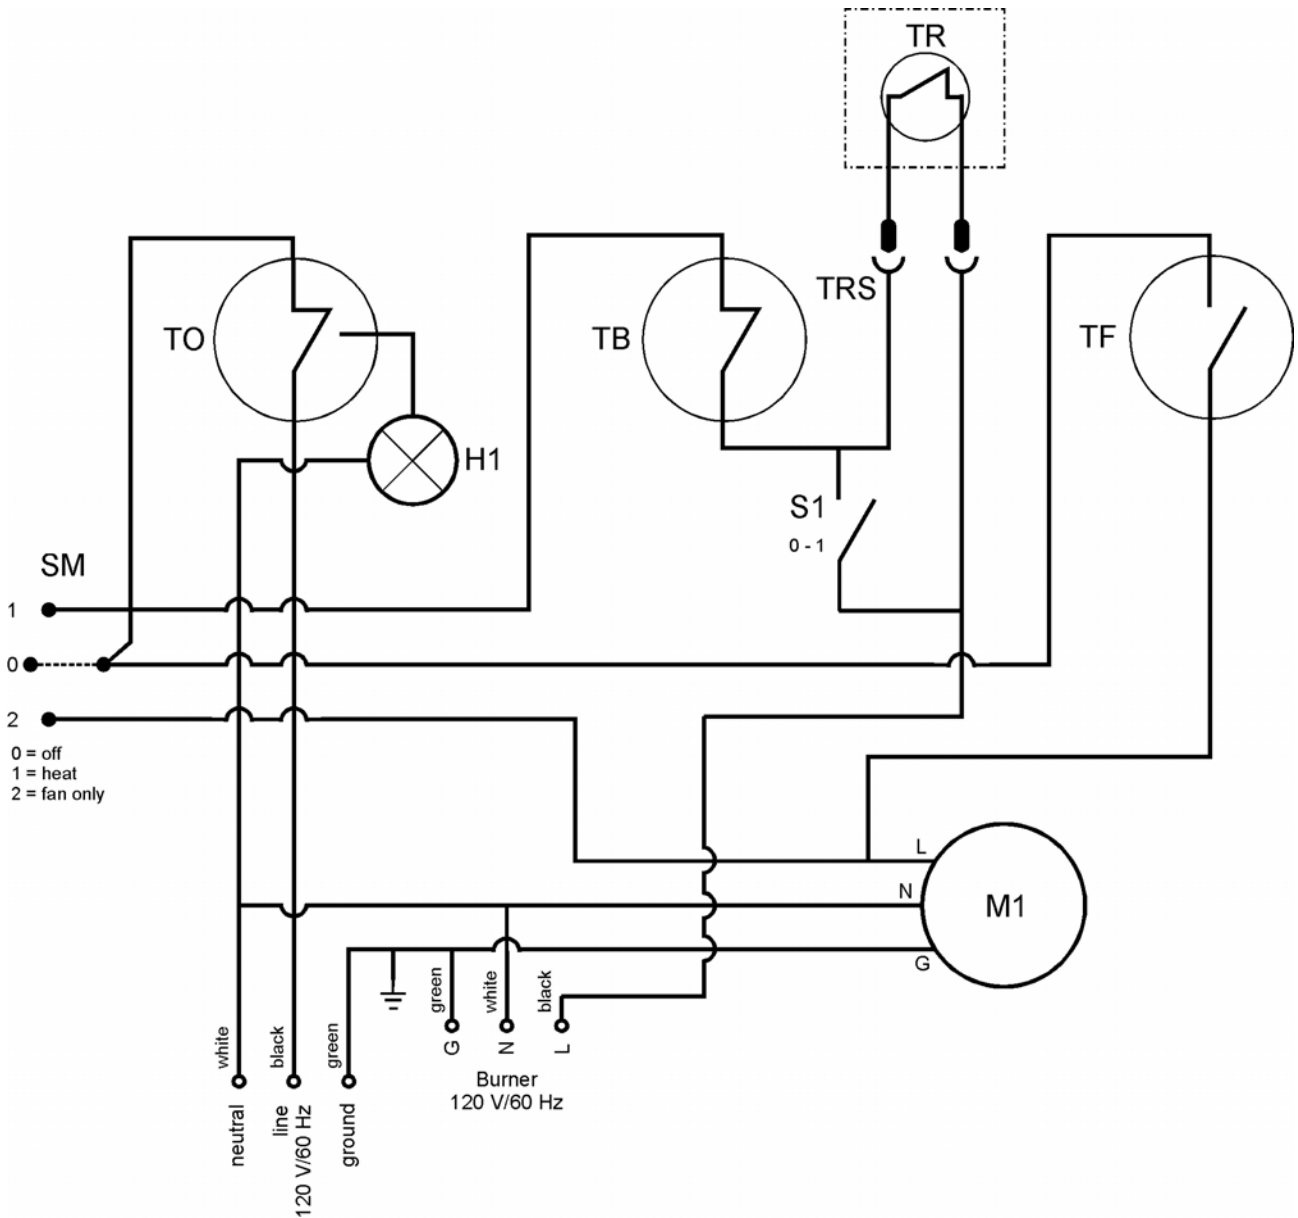 TR
TRS
TO
TB
TF
H1
S1
0 - 1
SM
1
0
2
0 = off
1 = heat
2 = fan only
L
N
M1
G
white
black
green
green
white
black
G
N
L
Burner
120 V/60 Hz
neutral
line
120 V/60 Hz
ground